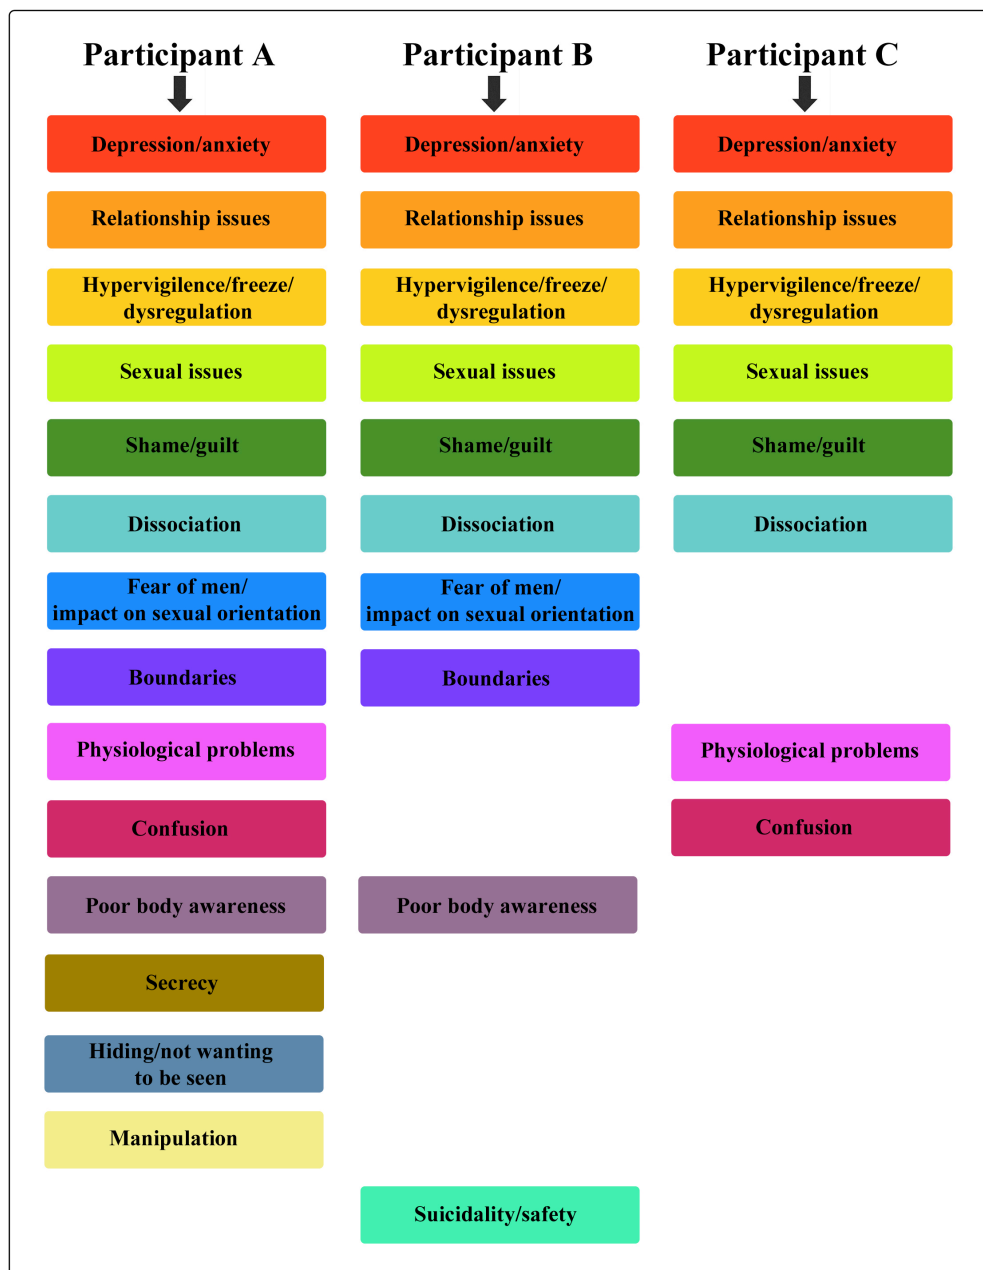 Participant A
Participant B
Participant C
Depression/anxiety
Depression/anxiety
Depression/anxiety
Relationship issues
Relationship issues
Relationship issues
Hypervigilence/freeze/
dysregulation
Hypervigilence/freeze/
dysregulation
Hypervigilence/freeze/
dysregulation
Sexual issues
Sexual issues
Sexual issues
Shame/guilt
Shame/guilt
Shame/guilt
Dissociation
Dissociation
Dissociation
Fear of men/
impact on sexual orientation
Fear of men/
impact on sexual orientation
Boundaries
Boundaries
Physiological problems
Physiological problems
Confusion
Confusion
Poor body awareness
Poor body awareness
Secrecy
Hiding/not wanting
to be seen
Manipulation
Suicidality/safety